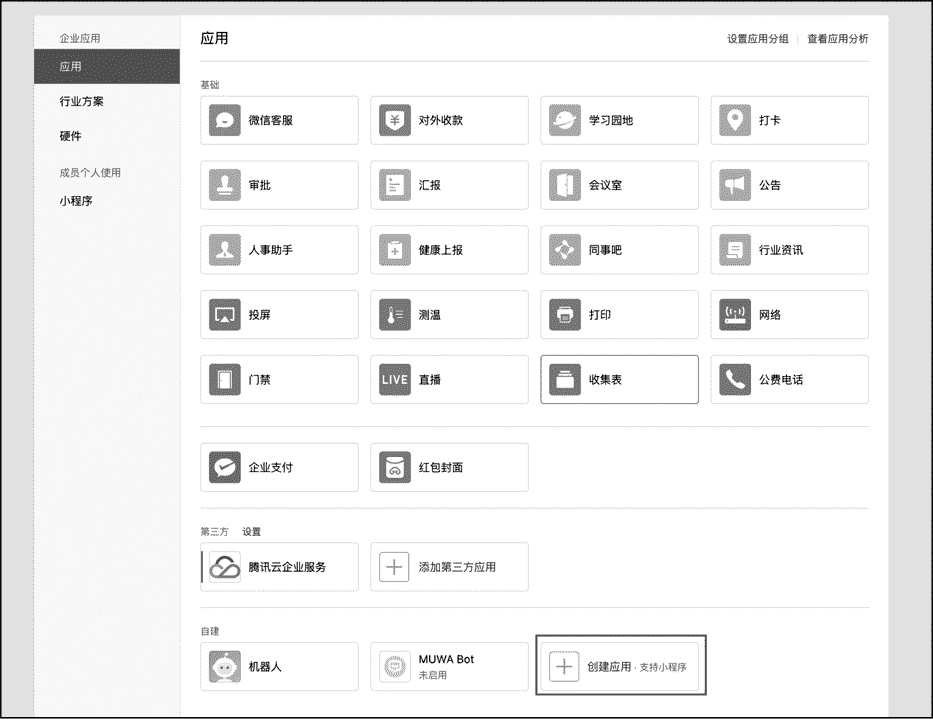 企业应用
应用
行业方案
硬件
成员个人使用
小程序
应用
设置应用分组 | 查看应用分析
基础
微信客服
对外收款
学习园地
打卡
审批
汇报
会议室
公告
人事助手
健康上报
同事吧
行业资讯
投屏
测温
打印
网络
门禁
LIVE 直播
收集表
公费电话
企业支付
红包封面
第三方 设置
腾讯云企业服务
添加第三方应用
自建
机器人
MUWA Bot
未启用
创建应用 · 支持小程序